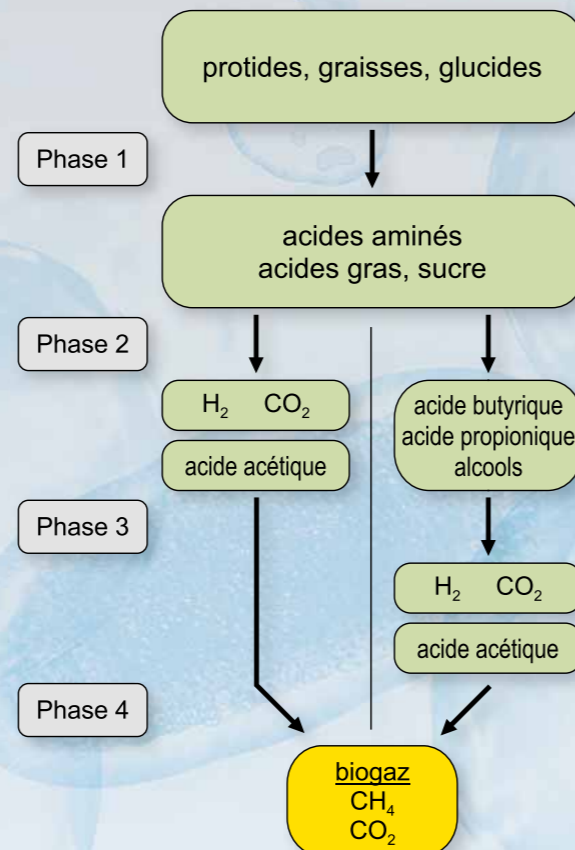 protides, graisses, glucides
Phase 1
acides aminés
acides gras, sucre
Phase 2
H₂ CO₂
acide acétique
acide butyrique
acide propionique
alcools
Phase 3
H₂ CO₂
acide acétique
Phase 4
biogaz
CH₄
CO₂